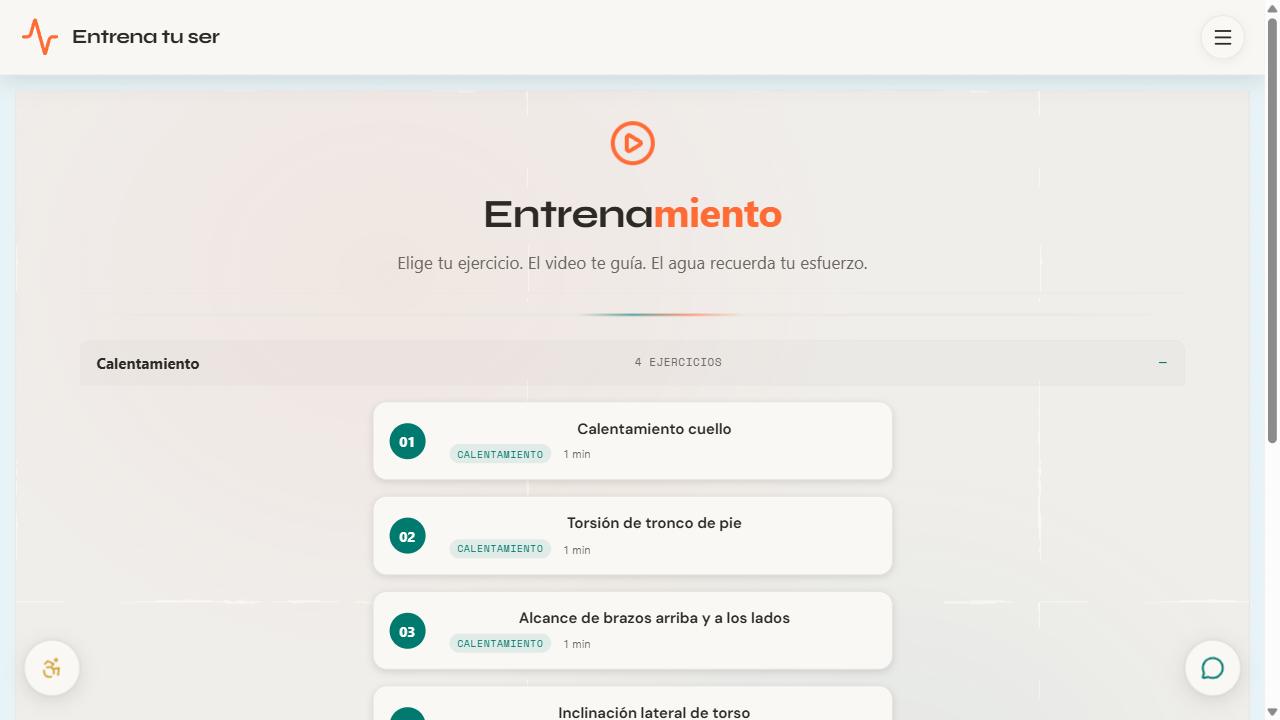 Entrena tu ser
Entrenamiento
Elige tu ejercicio. El video te guía. El agua recuerda tu esfuerzo.
Calentamiento 4 EJERCICIOS –
01 Calentamiento cuello
CALENTAMIENTO 1 min
02 Torsión de tronco de pie
CALENTAMIENTO 1 min
03 Alcance de brazos arriba y a los lados
CALENTAMIENTO 1 min
Inclinación lateral de torso